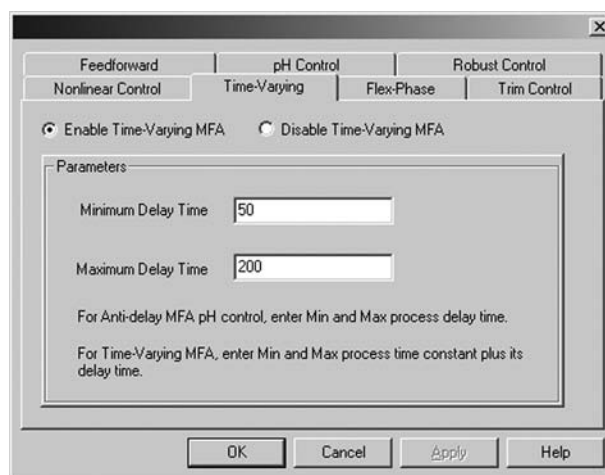 Feedforward
pH Control
Robust Control
Nonlinear Control
Time-Varying
Flex-Phase
Trim Control
Enable Time-Varying MFA
Disable Time-Varying MFA
Parameters
Minimum Delay Time
50
Maximum Delay Time
200
For Anti-delay MFA pH control, enter Min and Max process delay time.
For Time-Varying MFA, enter Min and Max process time constant plus its
delay time.
OK
Cancel
Apply
Help